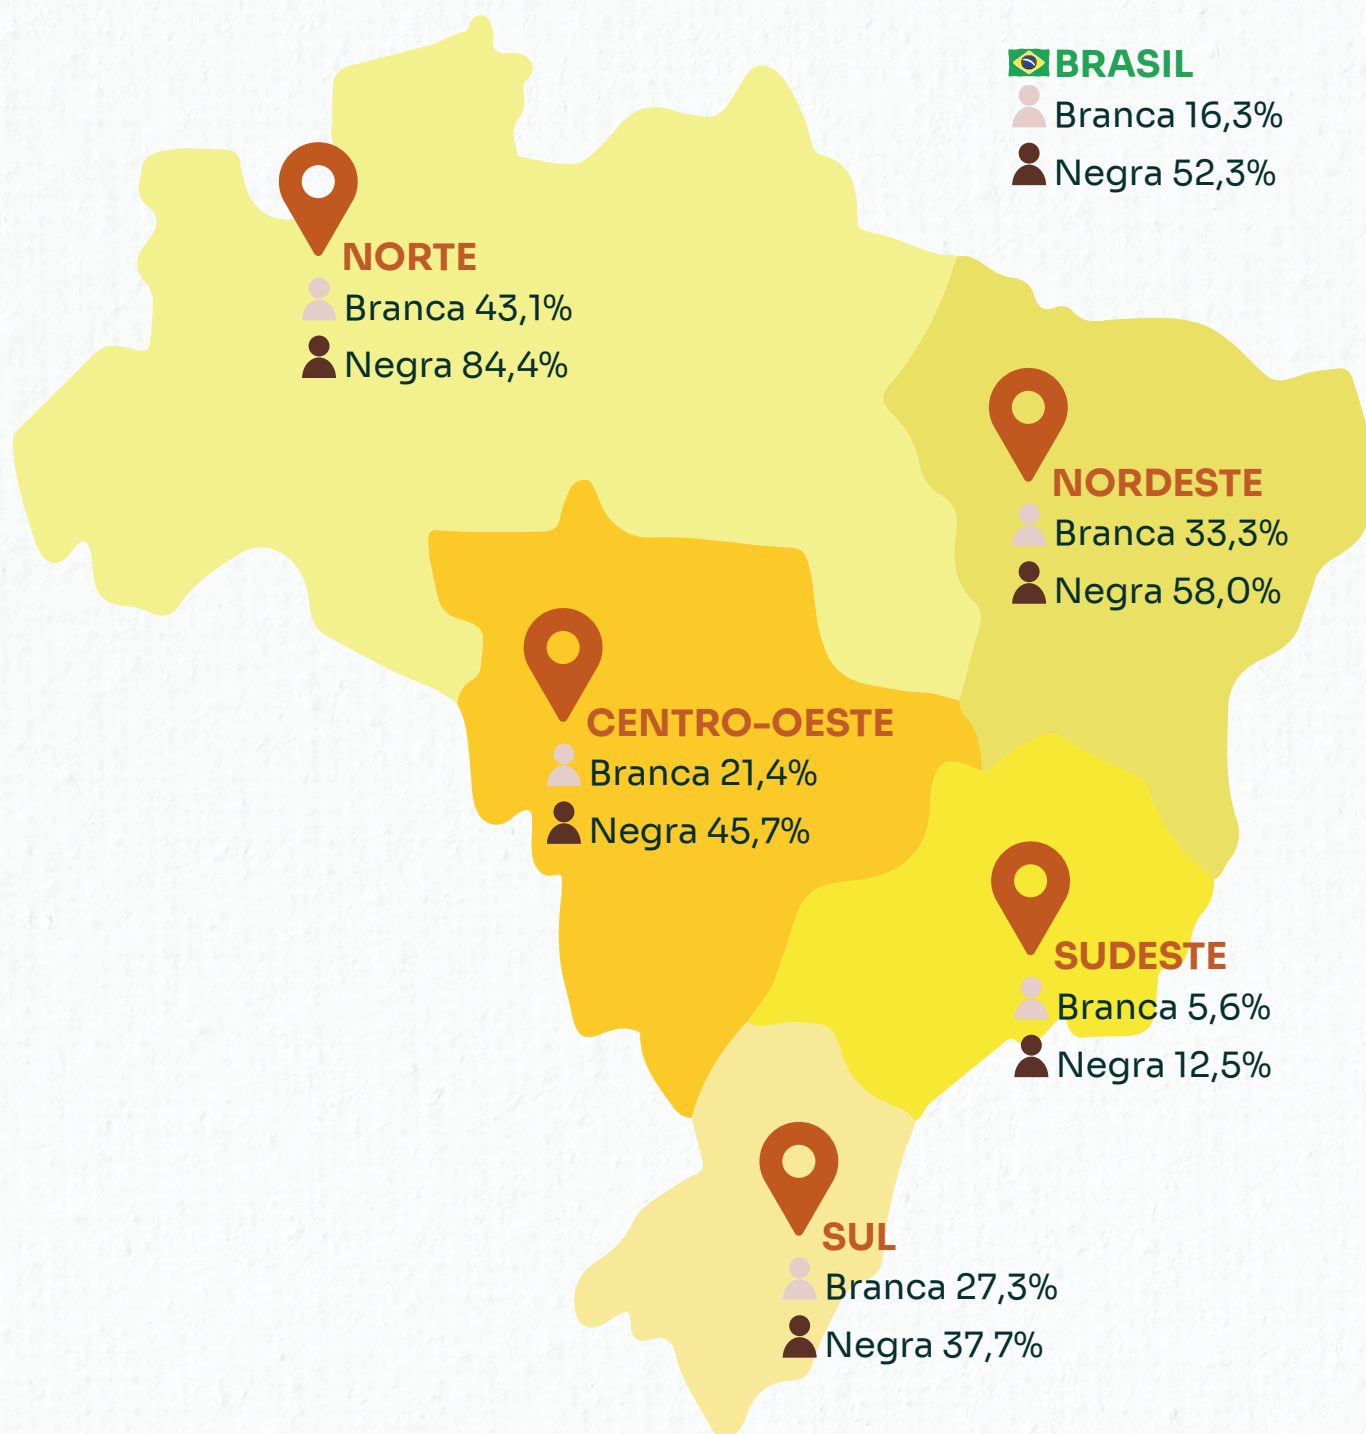 BRASIL
Branca 16,3%
Negra 52,3%
NORTE
Branca 43,1%
Negra 84,4%
NORDESTE
Branca 33,3%
Negra 58,0%
CENTRO-OESTE
Branca 21,4%
Negra 45,7%
SUDESTE
Branca 5,6%
Negra 12,5%
SUL
Branca 27,3%
Negra 37,7%